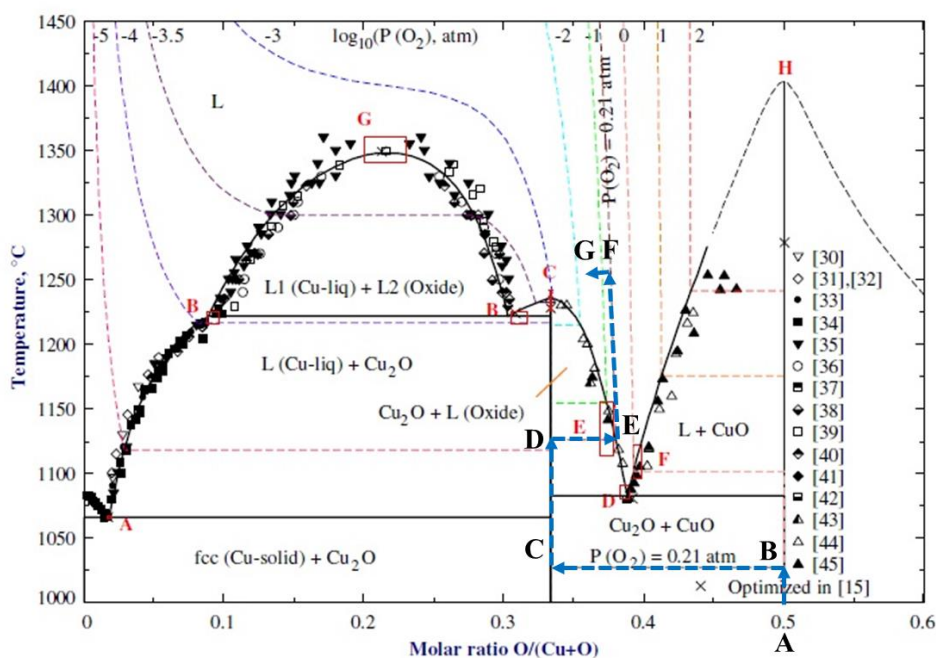 1450
1400
1350
1300
1250
1200
1150
1100
1050
1000
Temperature, °C
-5 -4 -3.5 -3 log10(P (O2), atm) -2 -1 0 1 2
P(O2) = 0.21 atm
L
G
H
L1 (Cu-liq) + L2 (Oxide)
G F
C
B
B
L (Cu-liq) + Cu2O
Cu2O + L (Oxide)
D
E
E
L + CuO
F
D
A
Cu2O + CuO
fcc (Cu-solid) + Cu2O
C
P(O2) = 0.21 atm
B
[30]
[31],[32]
[33]
[34]
[35]
[36]
[37]
[38]
[39]
[40]
[41]
[42]
[43]
[44]
[45]
Optimized in [15]
0 0.1 0.2 0.3 0.4 0.5 0.6
A
Molar ratio O/(Cu+O)